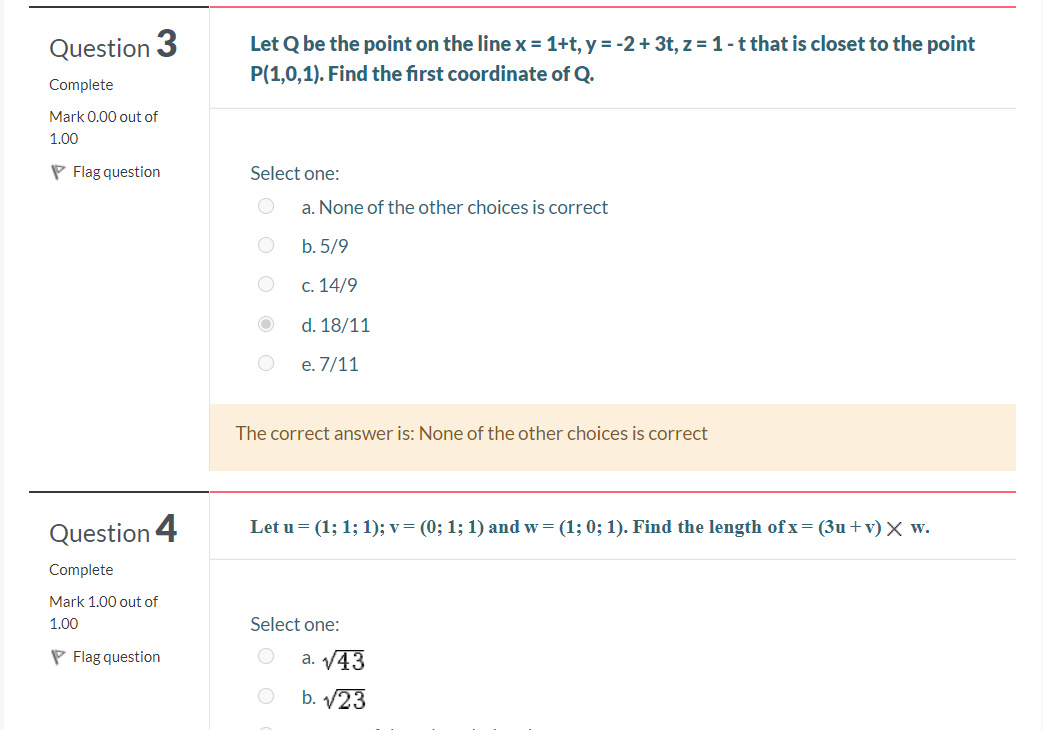 Question 3
Complete
Mark 0.00 out of
1.00
Flag question
Let Q be the point on the line x = 1+t, y = -2 + 3t, z = 1 - t that is closet to the point
P(1,0,1). Find the first coordinate of Q.
Select one:
a. None of the other choices is correct
b. 5/9
c. 14/9
d. 18/11
e. 7/11
The correct answer is: None of the other choices is correct
Question 4
Complete
Mark 1.00 out of
1.00
Flag question
Let u = (1; 1; 1); v = (0; 1; 1) and w = (1; 0; 1). Find the length of x = (3u + v) × w.
Select one:
a. √43
b. √23